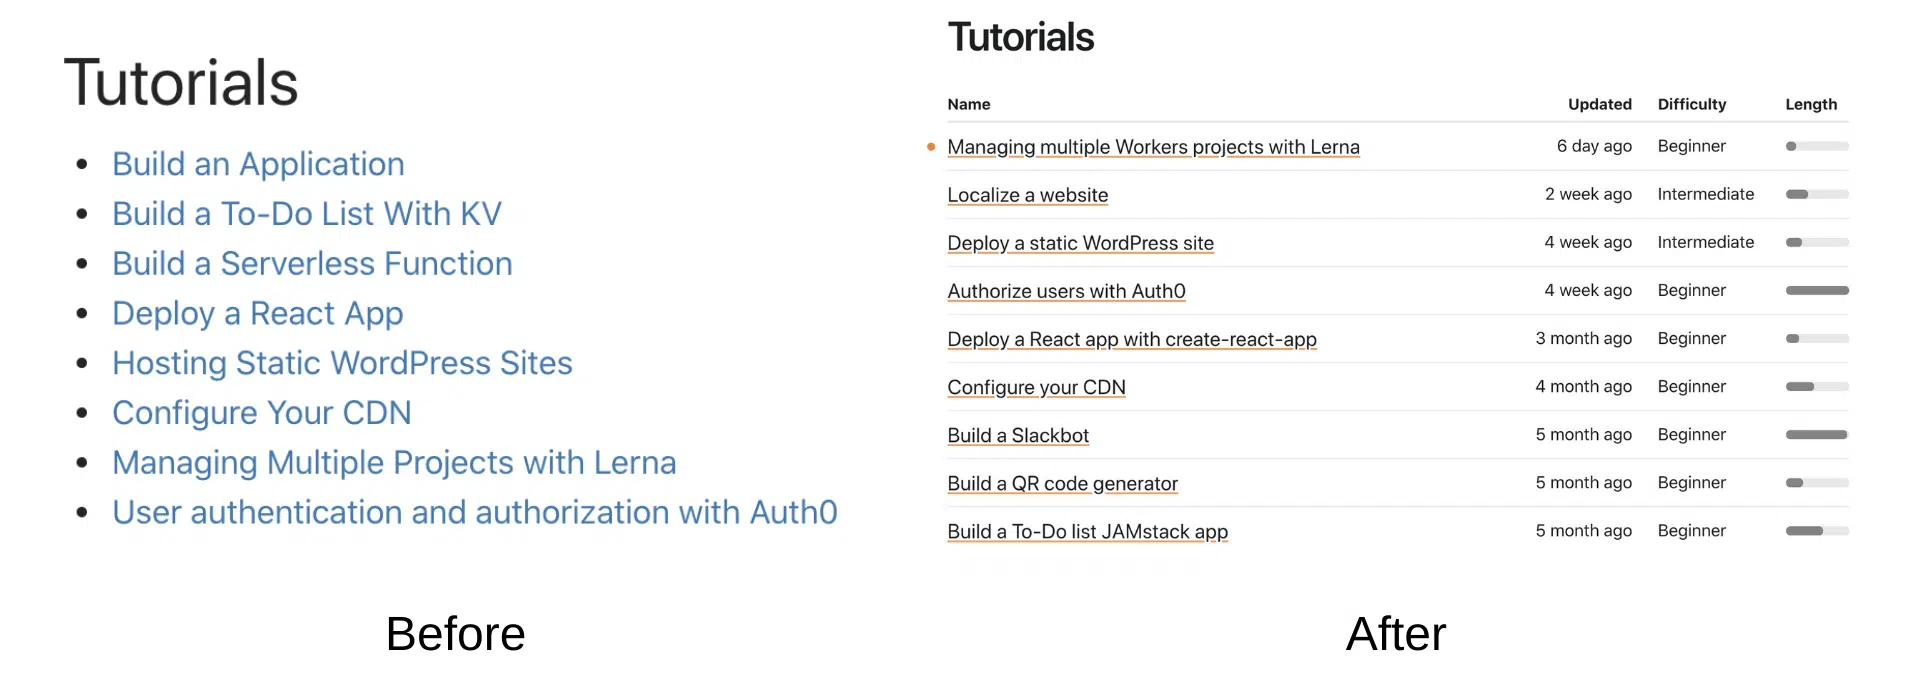 Tutorials
• Build an Application
• Build a To-Do List With KV
• Build a Serverless Function
• Deploy a React App
• Hosting Static WordPress Sites
• Configure Your CDN
• Managing Multiple Projects with Lerna
• User authentication and authorization with Auth0
Before
Tutorials
Name Updated Difficulty Length
Managing multiple Workers projects with Lerna 6 day ago Beginner
Localize a website 2 week ago Intermediate
Deploy a static WordPress site 4 week ago Intermediate
Authorize users with Auth0 4 week ago Beginner
Deploy a React app with create-react-app 3 month ago Beginner
Configure your CDN 4 month ago Beginner
Build a Slackbot 5 month ago Beginner
Build a QR code generator 5 month ago Beginner
Build a To-Do list JAMstack app 5 month ago Beginner
After